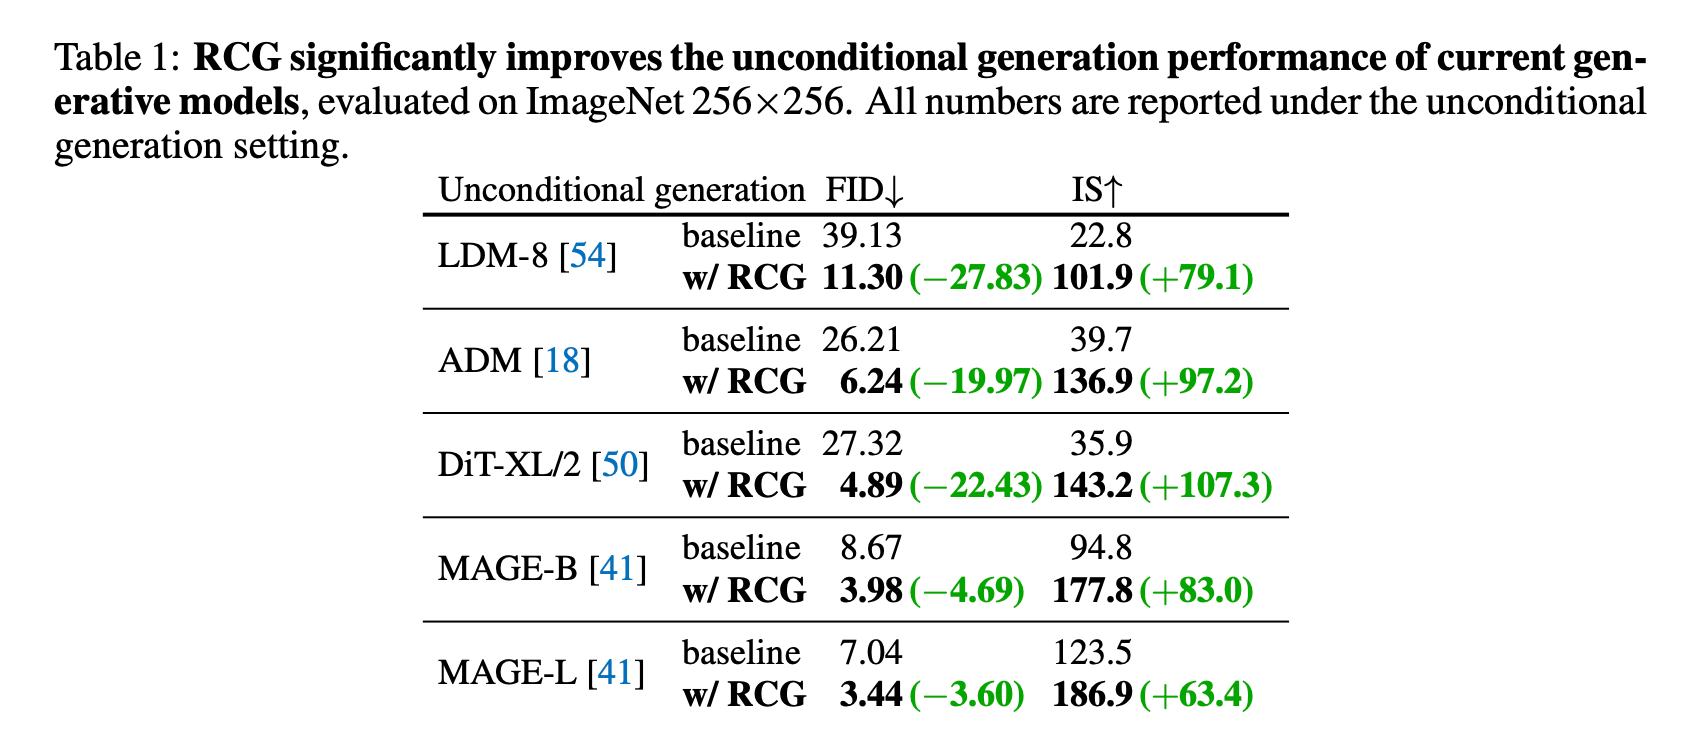 Table 1: RCG significantly improves the unconditional generation performance of current gen-
erative models, evaluated on ImageNet 256×256. All numbers are reported under the unconditional
generation setting.
Unconditional generation FID↓ IS↑
LDM-8 [54]
baseline 39.13 22.8
w/ RCG 11.30 (−27.83) 101.9 (+79.1)
ADM [18]
baseline 26.21 39.7
w/ RCG 6.24 (−19.97) 136.9 (+97.2)
DiT-XL/2 [50]
baseline 27.32 35.9
w/ RCG 4.89 (−22.43) 143.2 (+107.3)
MAGE-B [41]
baseline 8.67 94.8
w/ RCG 3.98 (−4.69) 177.8 (+83.0)
MAGE-L [41]
baseline 7.04 123.5
w/ RCG 3.44 (−3.60) 186.9 (+63.4)